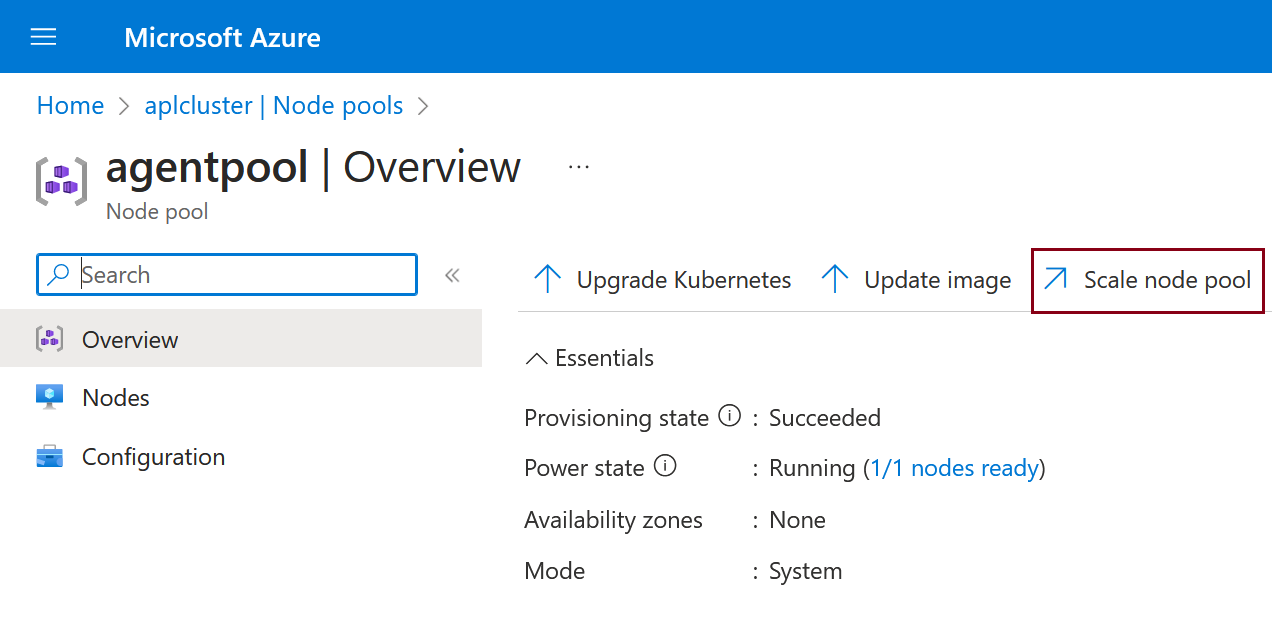 Microsoft Azure
Home > aplcluster | Node pools >
agentpool | Overview ...
Node pool
Search «
Upgrade Kubernetes Update image Scale node pool
Overview
Nodes
Configuration
Essentials
Provisioning state : Succeeded
Power state : Running (1/1 nodes ready)
Availability zones : None
Mode : System